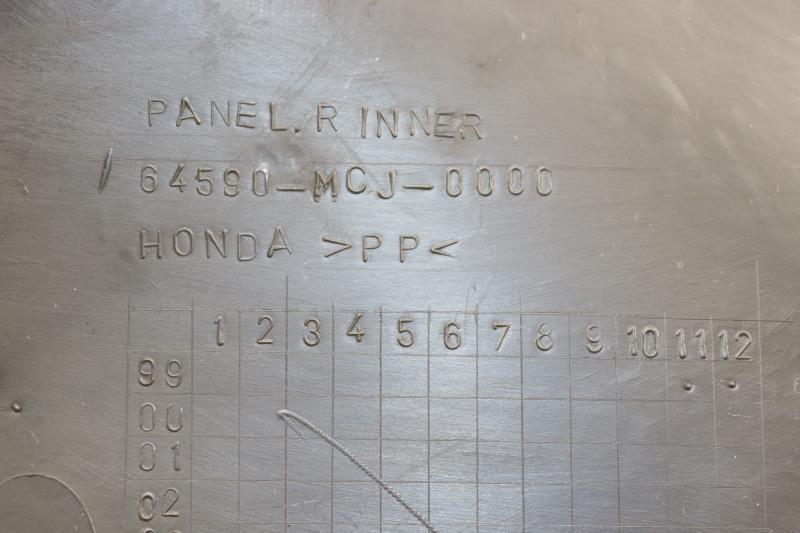 PANEL. R INNER
64590-MCJ-0000
HONDA >PP<
1 2 3 4 5 6 7 8 9 10 11 12
99
00
01
02